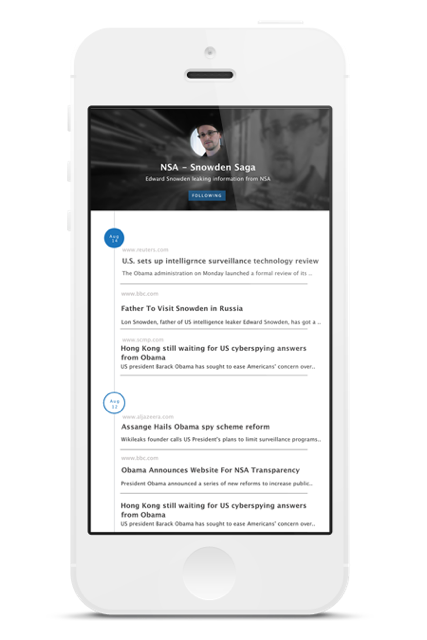 NSA – Snowden Saga
Edward Snowden leaking information from NSA
FOLLOWING
Aug
14
www.reuters.com
U.S. sets up intelligrnce surveillance technology review
The Obama administration on Monday launched a formal review of its ..
www.bbc.com
Father To Visit Snowden in Russia
Lon Snowden, father of US intelligence leaker Edward Snowden, has got a ..
www.scmp.com
Hong Kong still waiting for US cyberspying answers
from Obama
US president Barack Obama has sought to ease Americans' concern over..
Aug
www.aljazeera.com
Assange Hails Obama spy scheme reform
Wikileaks founder calls US President's plans to limit surveillance programs..
www.bbc.com
Obama Announces Website For NSA Transparency
President Obama announced a series of new reforms to increase public..
Hong Kong still waiting for US cyberspying answers
from Obama
US president Barack Obama has sought to ease Americans' concern over..